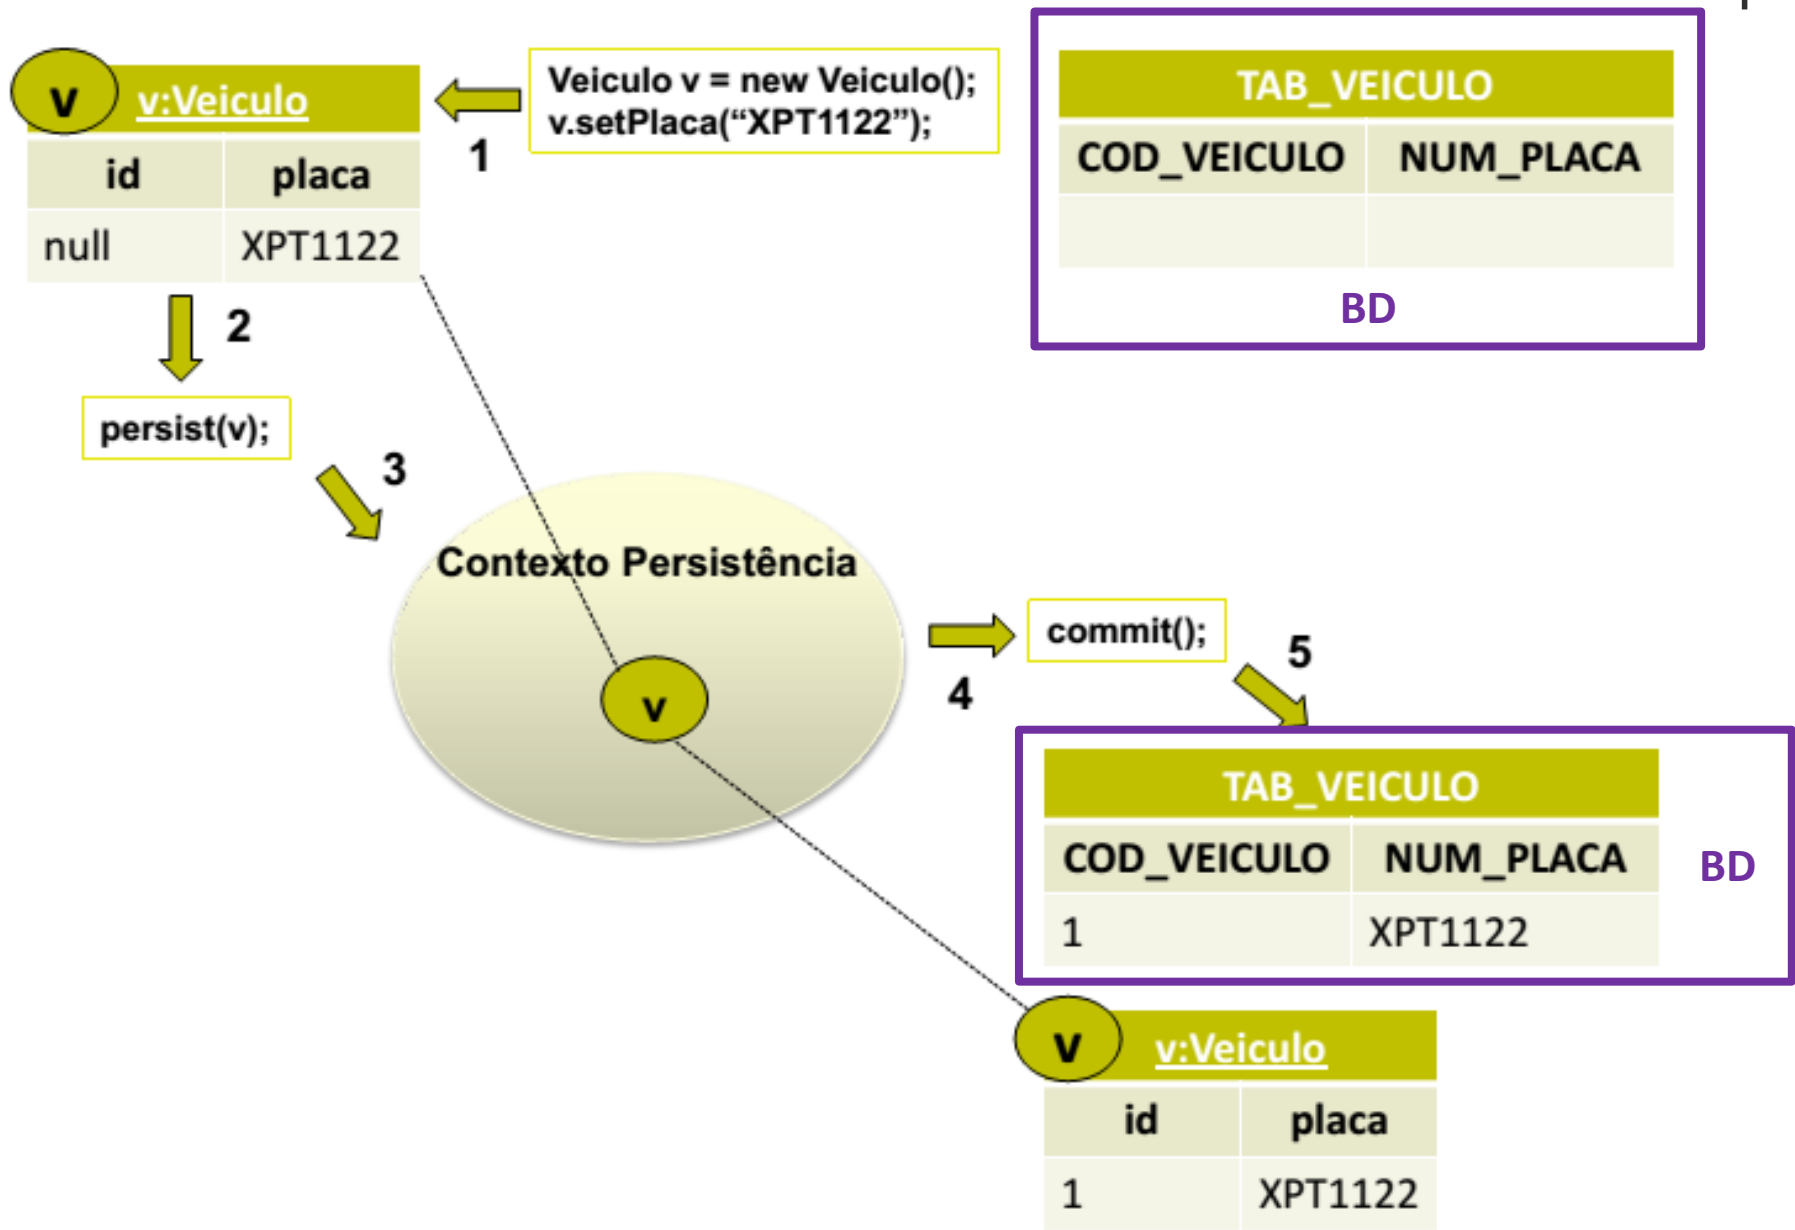 v
v:Veiculo
id placa
null XPT1122
1
Veiculo v = new Veiculo();
v.setPlaca(“XPT1122”);
TAB_VEICULO
COD_VEICULO NUM_PLACA
BD
2
persist(v);
3
Contexto Persistência
v
4
commit();
5
TAB_VEICULO
COD_VEICULO NUM_PLACA
1 XPT1122
BD
v
v:Veiculo
id placa
1 XPT1122